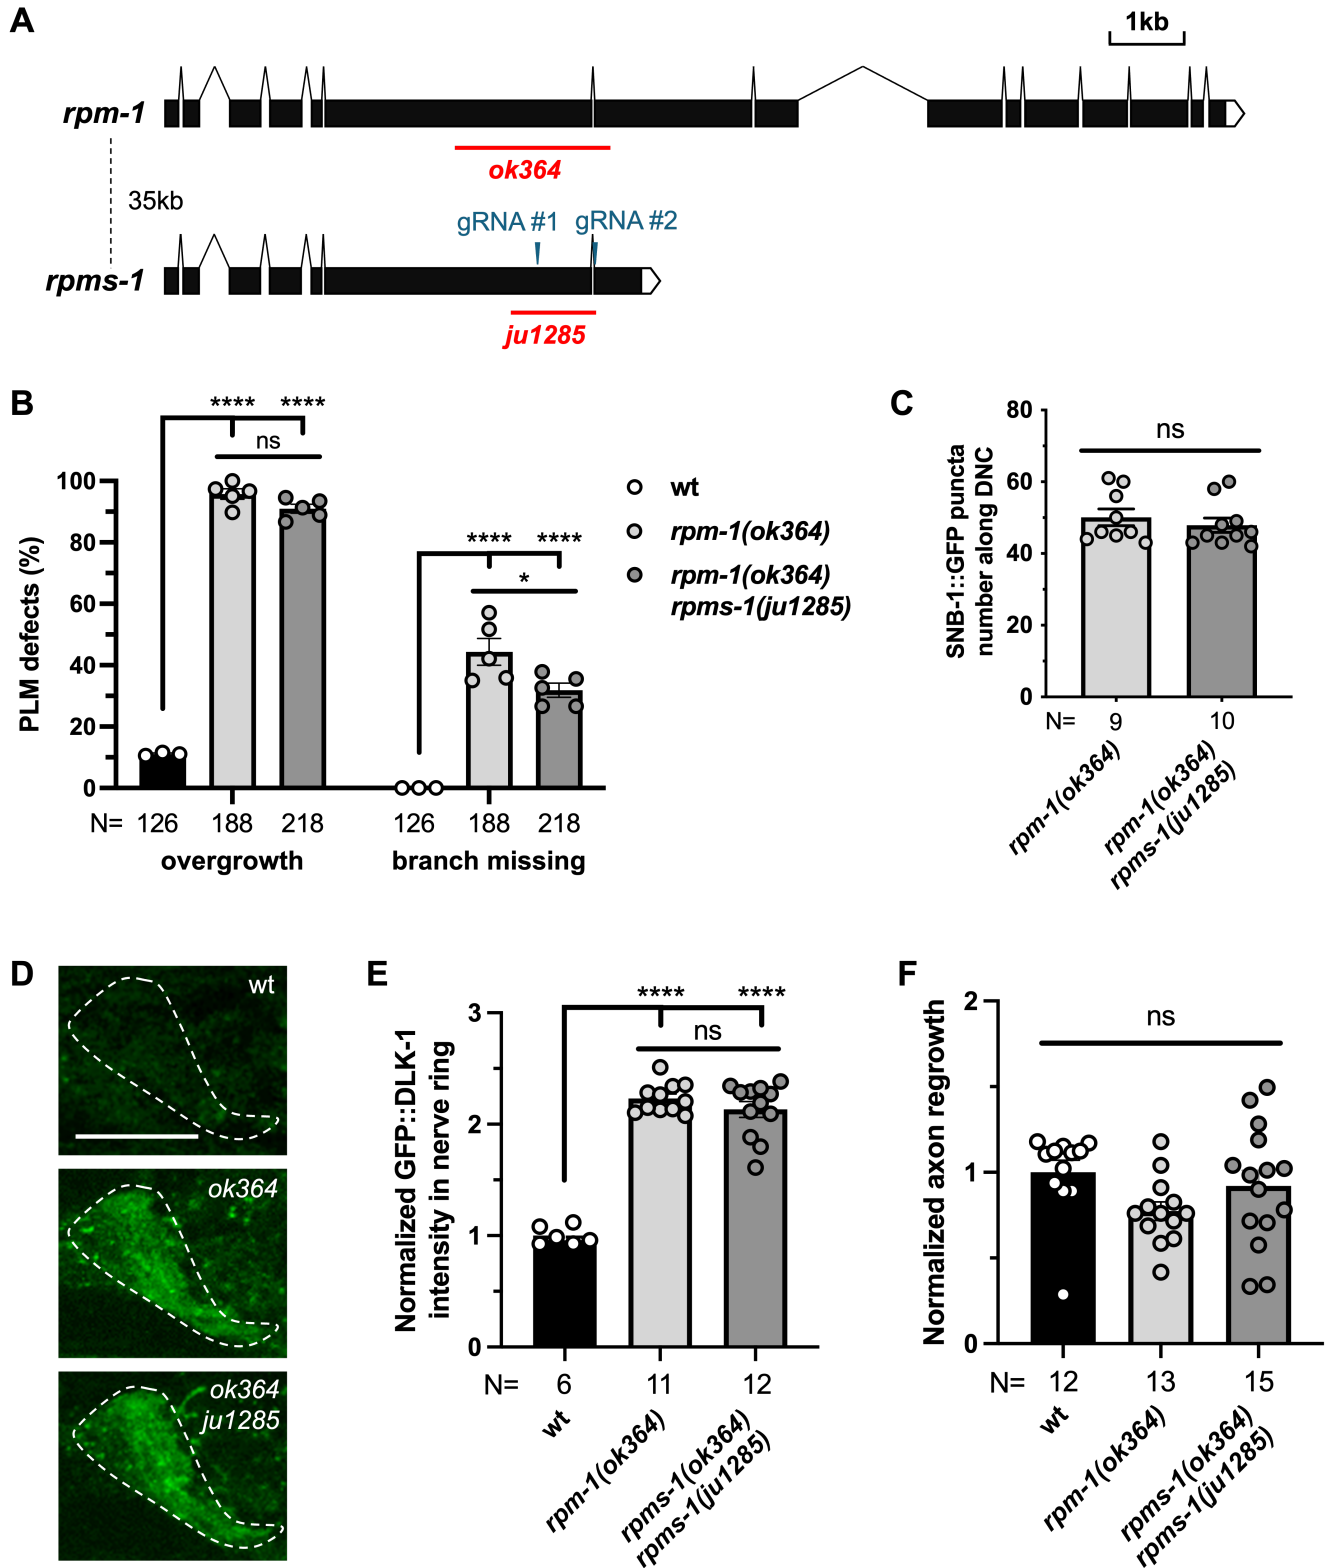 A
1kb
rpm-1
ok364
35kb
gRNA #1 gRNA #2
rpms-1
ju1285
B
PLM defects (%)
100
80
60
40
20
0
**** ****
ns
**** ****
*
N= 126 188 218 126 188 218
overgrowth branch missing
wt
rpm-1(ok364)
rpm-1(ok364)
rpms-1(ju1285)
C
SNB-1::GFP puncta
number along DNC
80
60
40
20
0
ns
N= 9 10
rpm-1(ok364)
rpm-1(ok364)
rpms-1(ju1285)
D
wt
ok364
ok364
ju1285
E
Normalized GFP::DLK-1
intensity in nerve ring
3
2
1
0
**** ****
ns
N= 6 11 12
wt
rpm-1(ok364)
rpms-1(ok364)
rpms-1(ju1285)
F
Normalized axon regrowth
2
1
0
ns
N= 12 13 15
wt
rpm-1(ok364)
rpms-1(ok364)
rpms-1(ju1285)